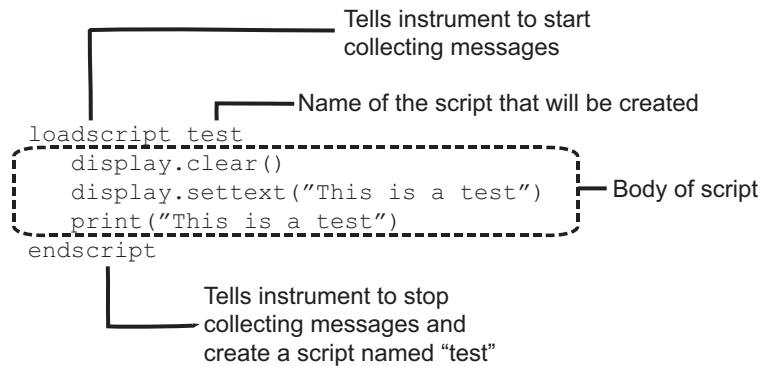 Tells instrument to start
collecting messages
Name of the script that will be created
loadscript test
display.clear()
display.settext("This is a test")
print("This is a test")
endscript
Body of script
Tells instrument to stop
collecting messages and
create a script named “test”